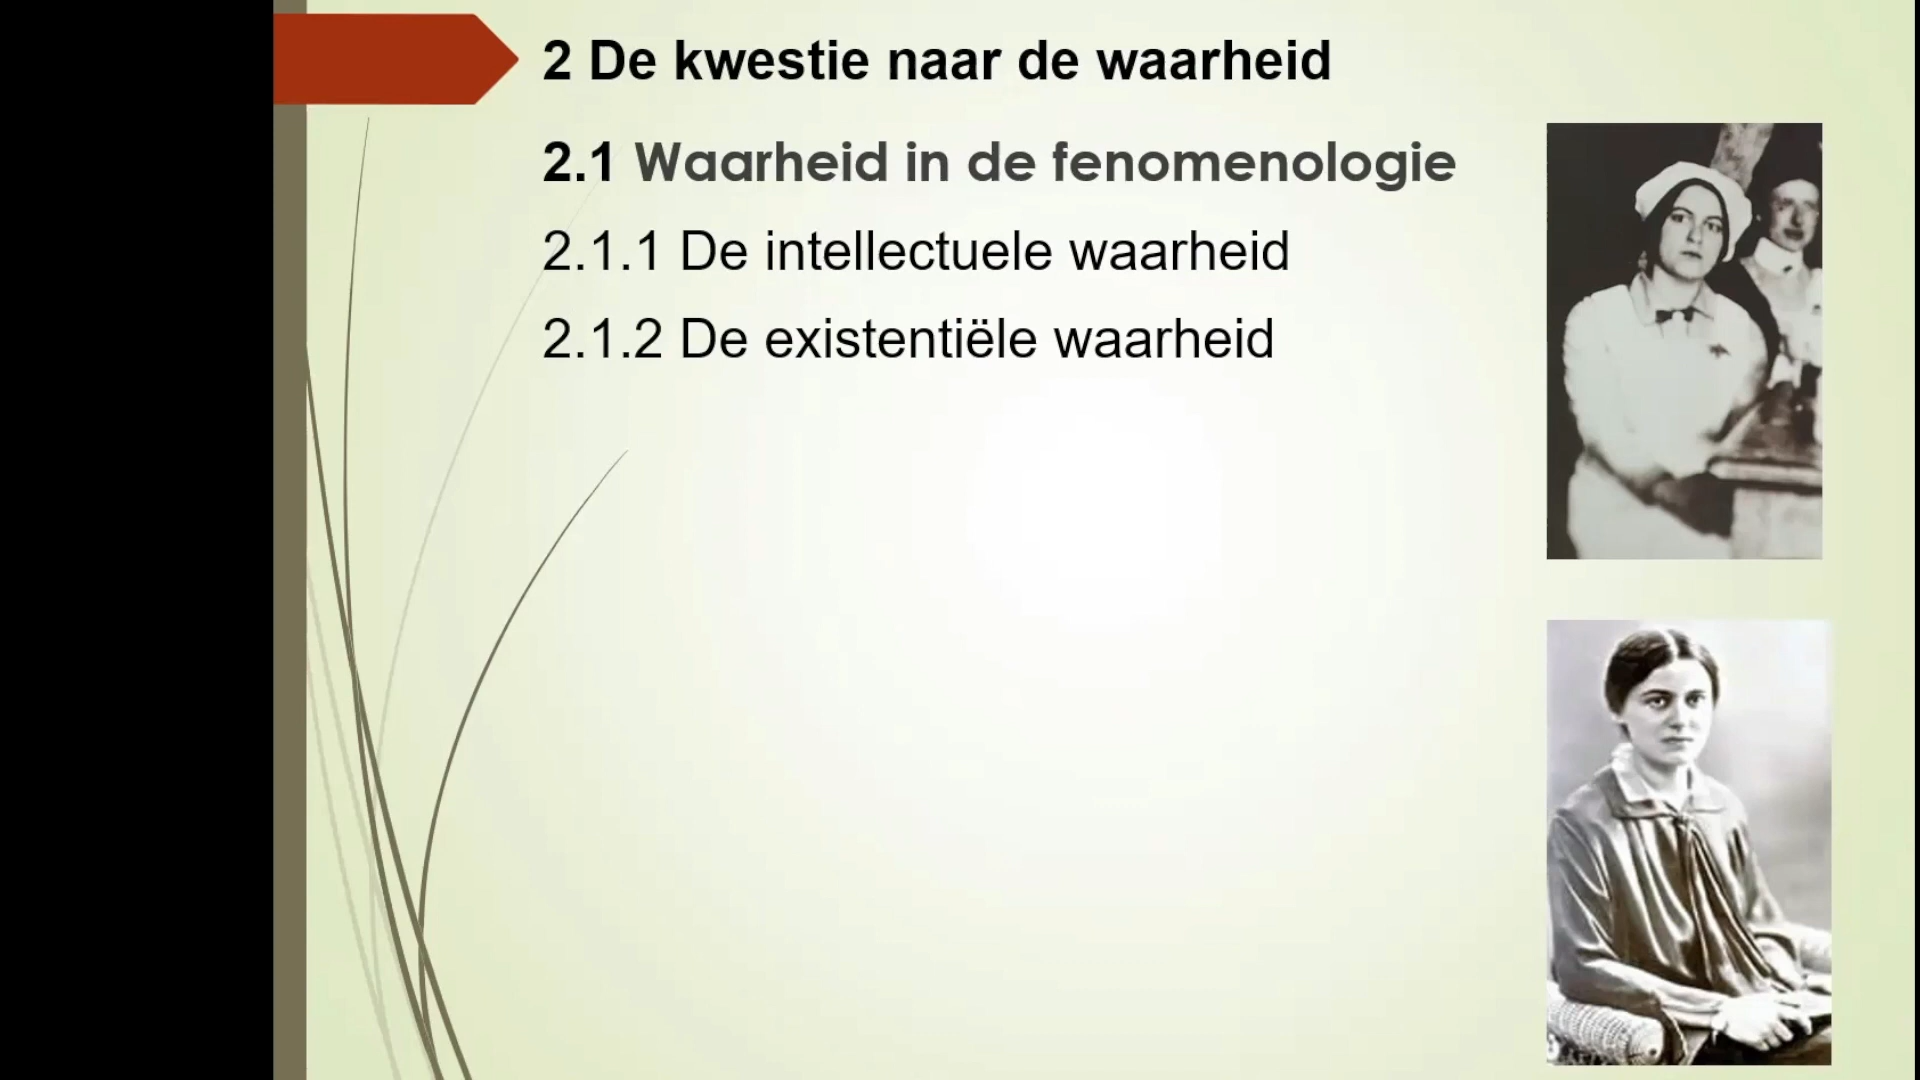 2 De kwestie naar de waarheid
2.1 Waarheid in de fenomenologie
2.1.1 De intellectuele waarheid
2.1.2 De existentiële waarheid